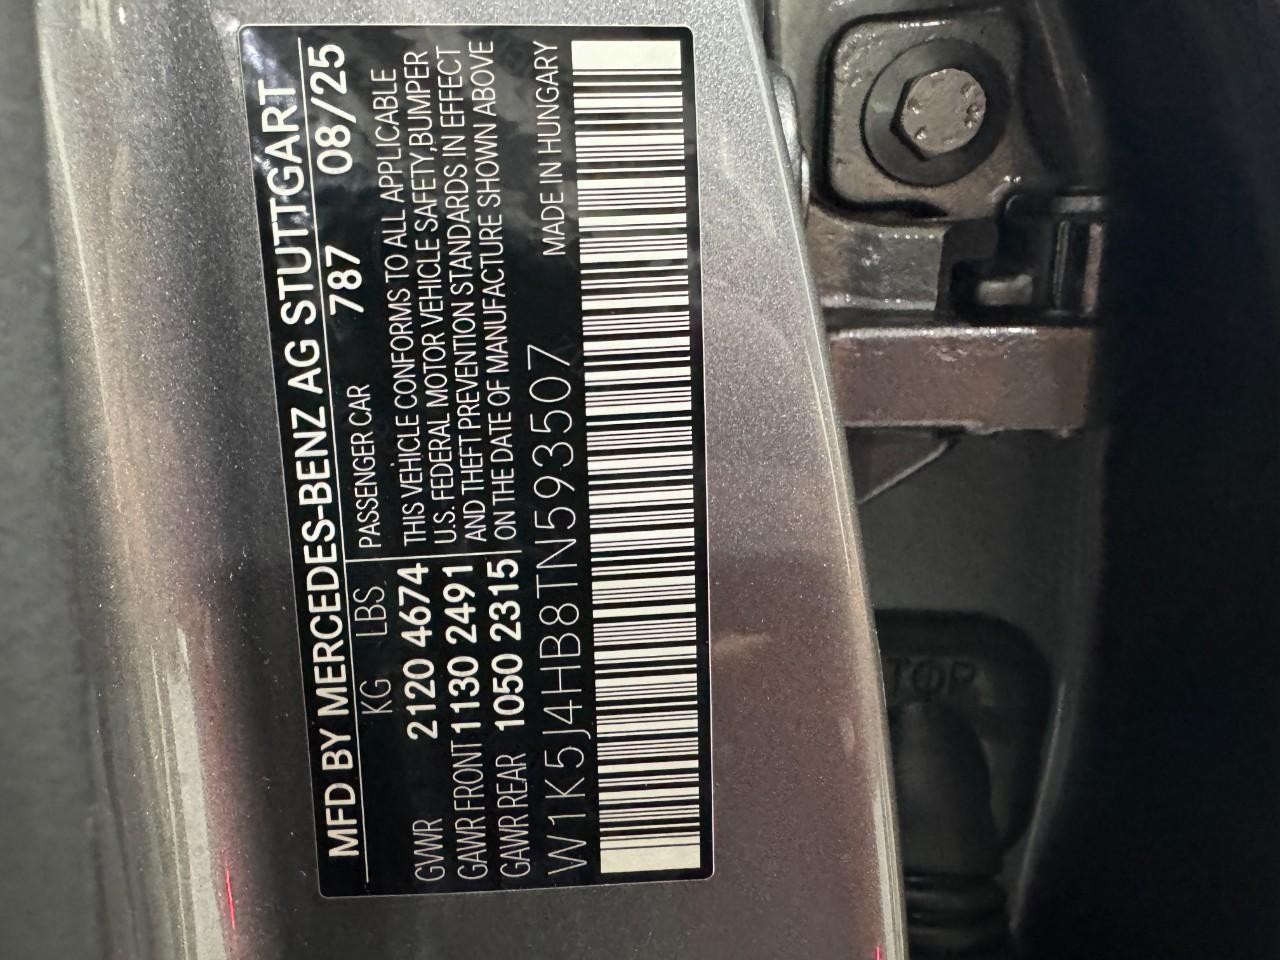 MFD BY MERCEDES-BENZ AG STUTTGART
KG LBS PASSENGER CAR 787 08/25
GVWR 2120 4674 THIS VEHICLE CONFORMS TO ALL APPLICABLE
U.S. FEDERAL MOTOR VEHICLE SAFETY, BUMPER
GAWR FRONT 1130 2491 AND THEFT PREVENTION STANDARDS IN EFFECT
GAWR REAR 1050 2315 ON THE DATE OF MANUFACTURE SHOWN ABOVE
W1K5J4HB8TN593507 MADE IN HUNGARY
TOP